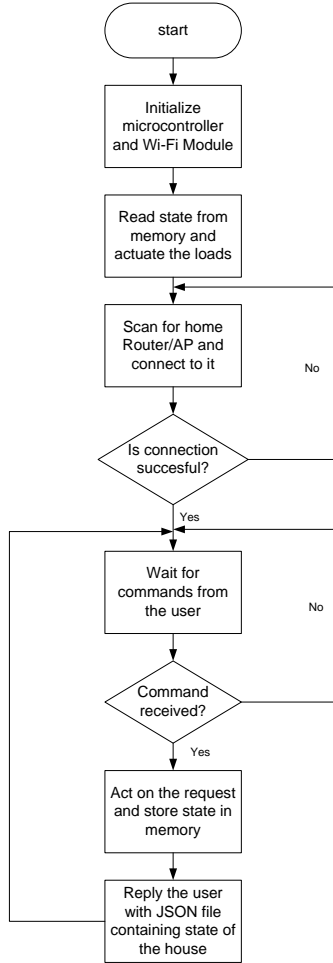 start
Initialize
microcontroller
and Wi-Fi Module
Read state from
memory and
actuate the loads
Scan for home
Router/AP and
connect to it
No
Is connection
succesful?
Yes
Wait for
commands from
the user
No
Command
received?
Yes
Act on the request
and store state in
memory
Reply the user
with JSON file
containing state of
the house